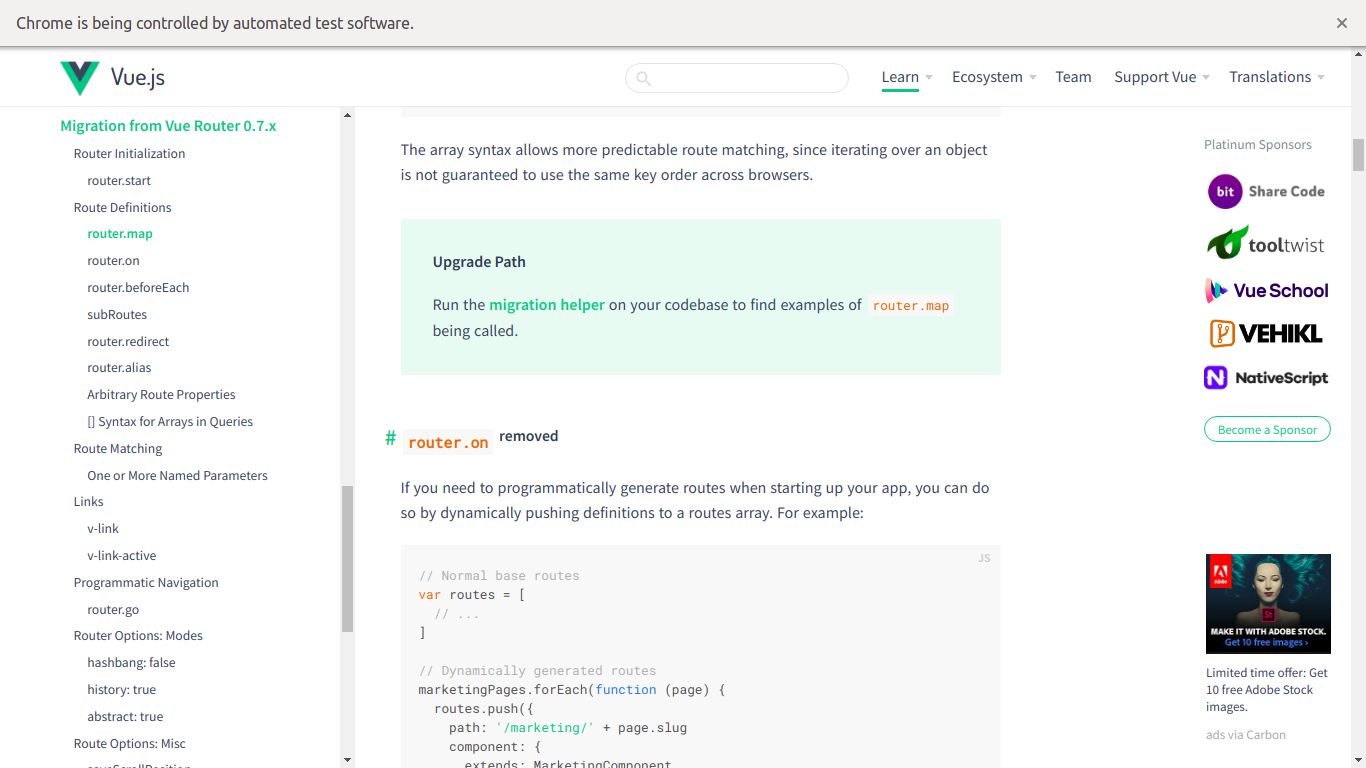 Chrome is being controlled by automated test software.
Vue.js
Learn
Ecosystem
Team
Support Vue
Translations
Migration from Vue Router 0.7.x
Router Initialization
router.start
Route Definitions
router.map
router.on
router.beforeEach
subRoutes
router.redirect
router.alias
Arbitrary Route Properties
[] Syntax for Arrays in Queries
Route Matching
One or More Named Parameters
Links
v-link
v-link-active
Programmatic Navigation
router.go
Router Options: Modes
hashbang: false
history: true
abstract: true
Route Options: Misc
saveScrollPosition
The array syntax allows more predictable route matching, since iterating over an object
is not guaranteed to use the same key order across browsers.
Upgrade Path
Run the migration helper on your codebase to find examples of router.map
being called.
# router.on removed
If you need to programmatically generate routes when starting up your app, you can do
so by dynamically pushing definitions to a routes array. For example:
JS
// Normal base routes
var routes = [
// ...
]
// Dynamically generated routes
marketingPages.forEach(function (page) {
routes.push({
path: '/marketing/' + page.slug
component: {
extends: MarketingComponent
Platinum Sponsors
bit Share Code
tooltwist
Vue School
VEHIKL
NativeScript
Become a Sponsor
Adobe
St
MAKE IT WITH ADOBE STOCK.
Get 10 free images ›
Limited time offer: Get
10 free Adobe Stock
images.
ads via Carbon